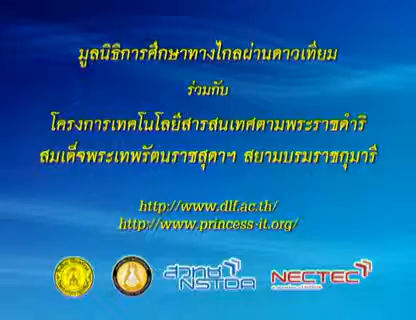 มูลนิธิการศึกษาทางไกลผ่านดาวเทียม
ร่วมกับ
โครงการเทคโนโลยีสารสนเทศตามพระราชดำริ
สมเด็จพระเทพรัตนราชสุดาฯ สยามบรมราชกุมารี
http://www.dlf.ac.th/
http://www.princess-it.org/
สวทช
NSTDA
NECTEC